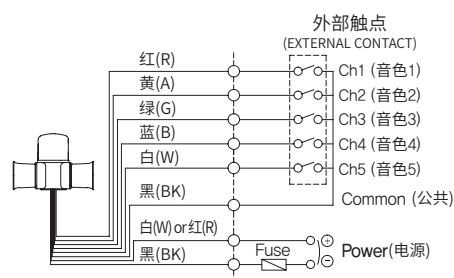 外部触点
(EXTERNAL CONTACT)
红(R)
Ch1 (音色1)
黄(A)
Ch2 (音色2)
绿(G)
Ch3 (音色3)
蓝(B)
Ch4 (音色4)
白(W)
Ch5 (音色5)
黑(BK)
Common (公共)
白(W) or 红(R)
Fuse
Power(电源)
黑(BK)